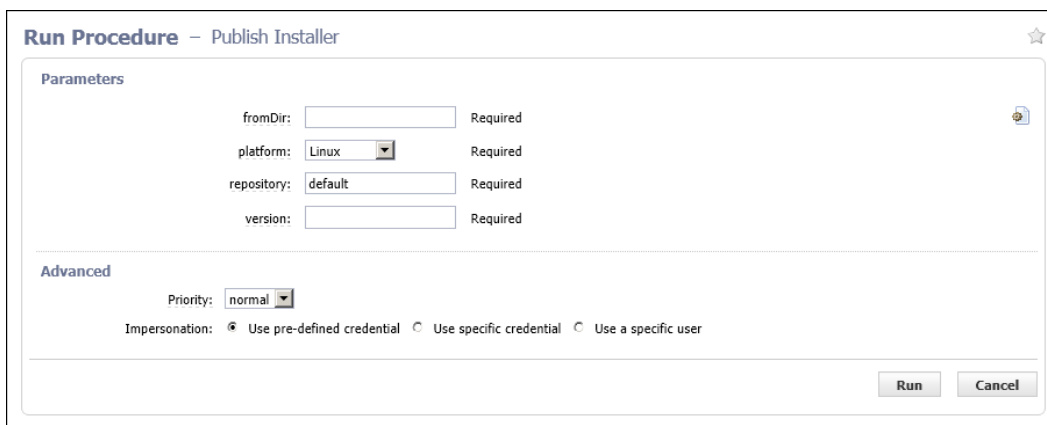 Run Procedure – Publish Installer
Parameters
fromDir: Required
platform: Linux Required
repository: default Required
version: Required
Advanced
Priority: normal
Impersonation: Use pre-defined credential Use specific credential Use a specific user
Run Cancel